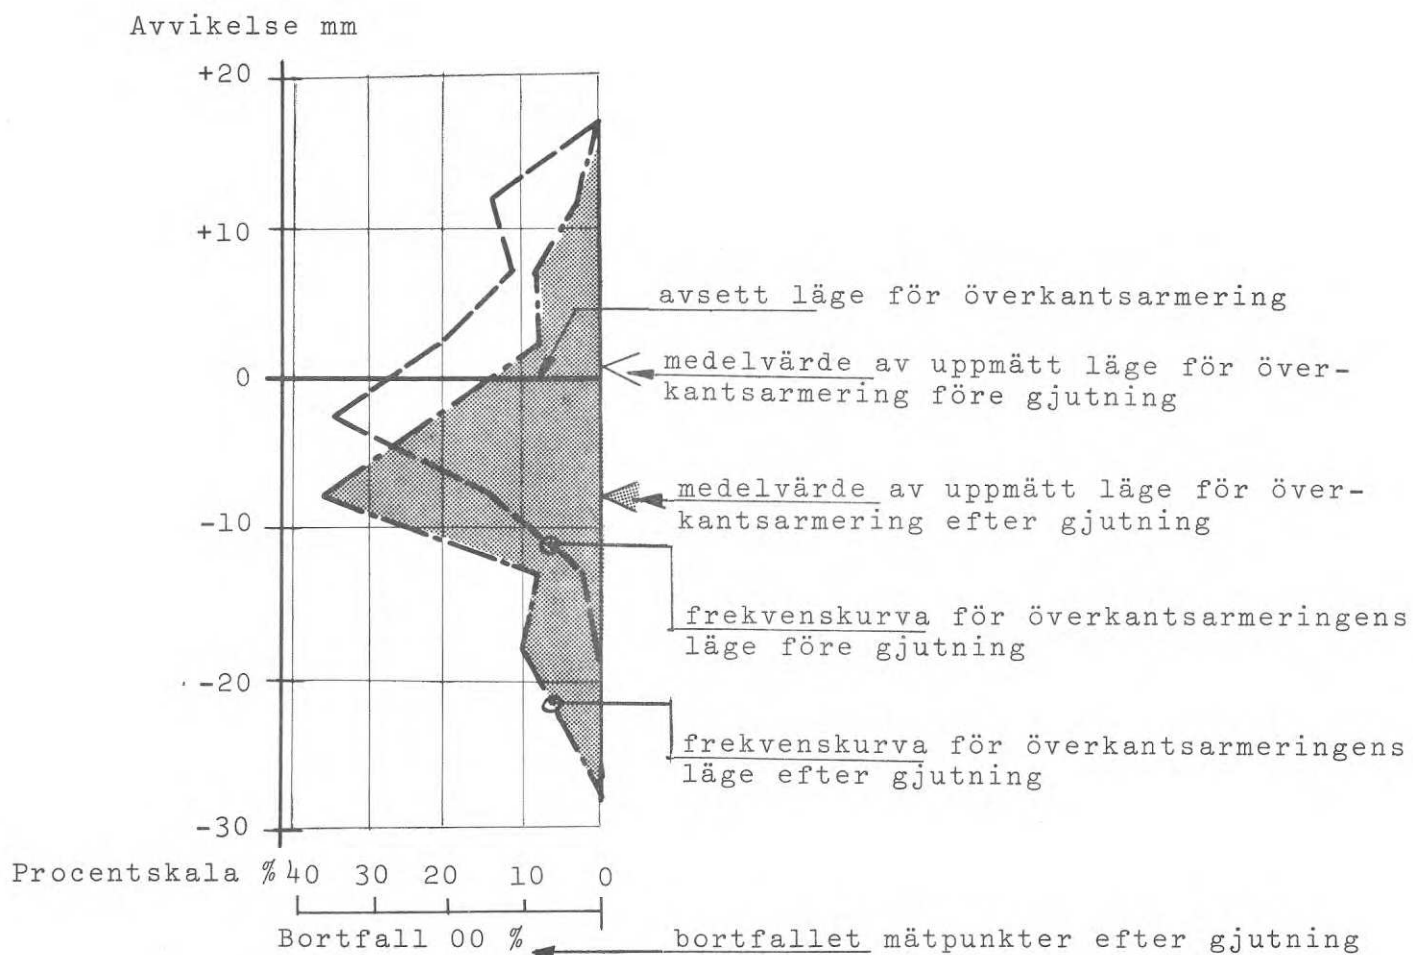 Avvikelse mm
+20
+10
avsett läge för överkantsarmering
medelvärde av uppmätt läge för över-
0
kantsarmering före gjutning
medelvärde av uppmätt läge för över-
-10
kantsarmering efter gjutning
frekvenskurva för överkantsarmeringens
läge före gjutning
-20
frekvenskurva för överkantsarmeringens
läge efter gjutning
-30
Procentskala % 40 30 20 10 0
Bortfall 00 % bortfallet mätpunkter efter gjutning